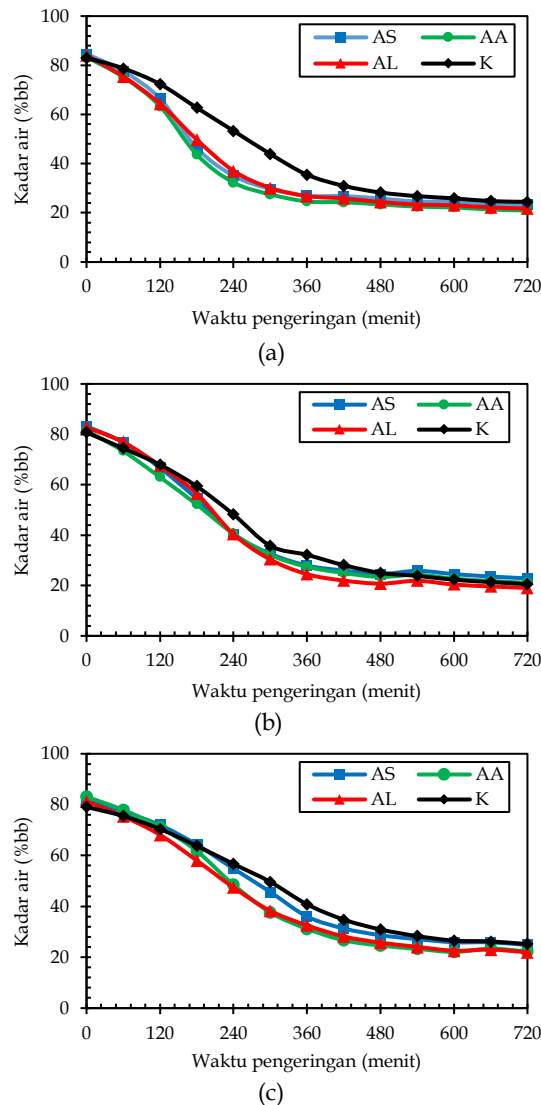 100
80
60
40
20
0
Kadar air (%bb)
AS AA
AL K
0 120 240 360 480 600 720
Waktu pengeringan (menit)
(a)
100
80
60
40
20
0
Kadar air (%bb)
AS AA
AL K
0 120 240 360 480 600 720
Waktu pengeringan (menit)
(b)
100
80
60
40
20
0
Kadar air (%bb)
AS AA
AL K
0 120 240 360 480 600 720
Waktu pengeringan (menit)
(c)